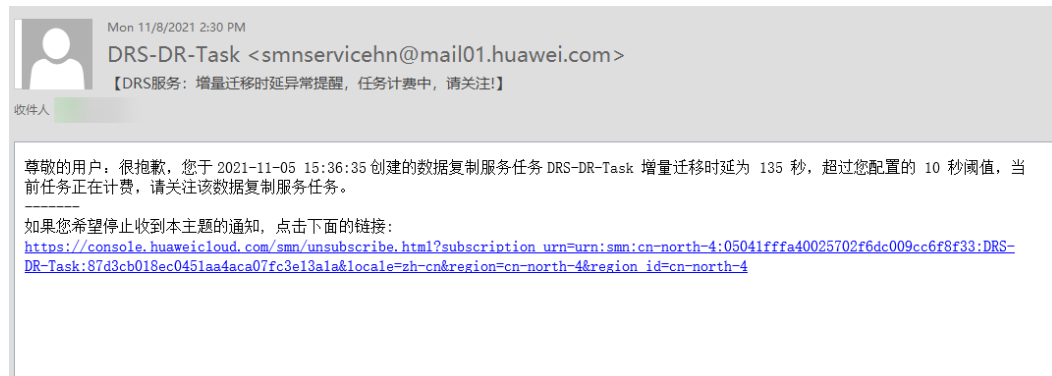 Mon 11/8/2021 2:30 PM
DRS-DR-Task <smnservicehn@mail01.huawei.com>
【DRS服务：增量迁移时延异常提醒，任务计费中，请关注!】
收件人
尊敬的用户：很抱歉，您于 2021-11-05 15:36:35 创建的数据复制服务任务 DRS-DR-Task 增量迁移时延为 135 秒，超过您配置的 10 秒阈值，当
前任务正在计费，请关注该数据复制服务任务。
-------
如果您希望停止收到本主题的通知，点击下面的链接：
https://console.huaweicloud.com/smn/unsubscribe.html?subscription_urn=urn:smn:cn-north-4:05041fffa40025702f6dc009cc6f8f33:DRS-
DR-Task:87d3cb018ec0451aa4aca07fc3e13a1a&locale=zh-cn&region=cn-north-4&region_id=cn-north-4